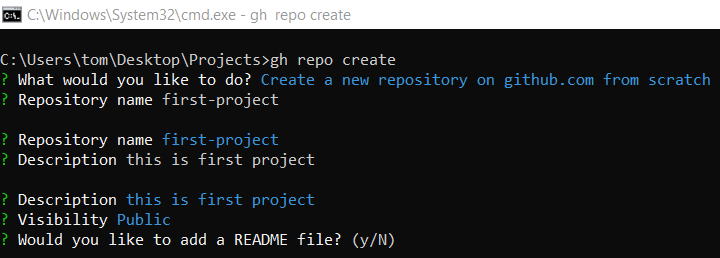 C:\Windows\System32\cmd.exe - gh  repo create
C:\Users\tom\Desktop\Projects>gh repo create
? What would you like to do? Create a new repository on github.com from scratch
? Repository name first-project
? Repository name first-project
? Description this is first project
? Description this is first project
? Visibility Public
? Would you like to add a README file? (y/N)